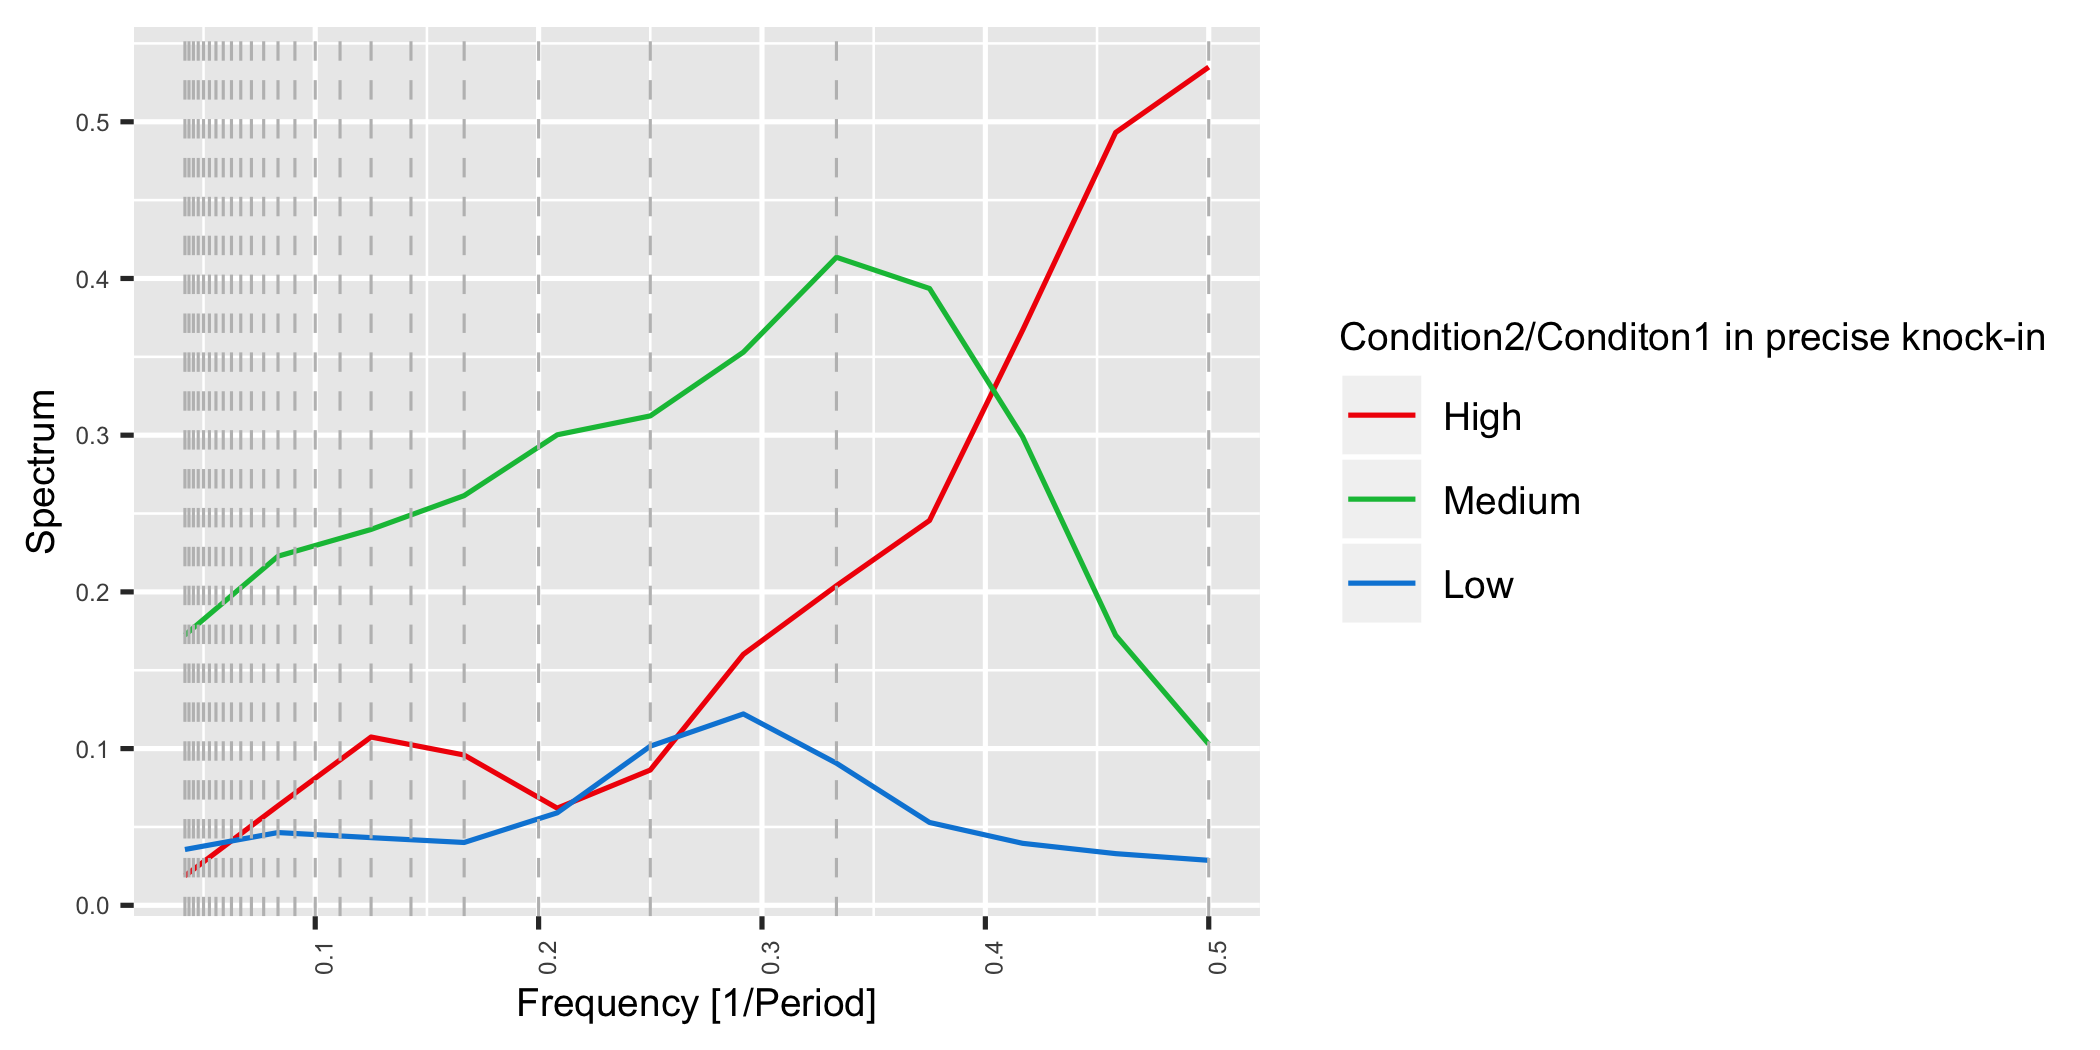 0.5
0.4
0.3
0.2
0.1
0.0
Spectrum
0.1
0.2
0.3
0.4
0.5
Frequency [1/Period]
Condition2/Conditon1 in precise knock-in
High
Medium
Low